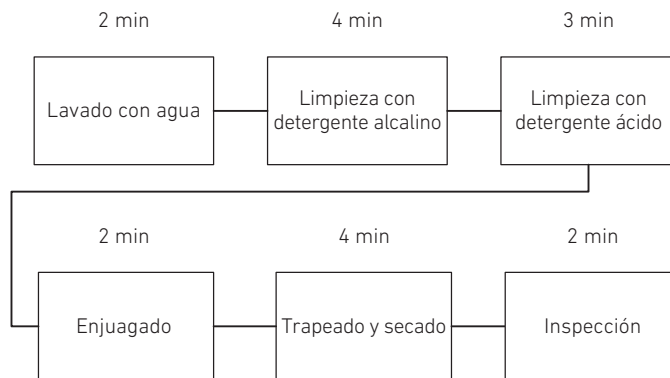 2 min
4 min
3 min
Lavado con agua
Limpieza con
detergente alcalino
Limpieza con
detergente ácido
2 min
4 min
2 min
Enjuagado
Trapeado y secado
Inspección